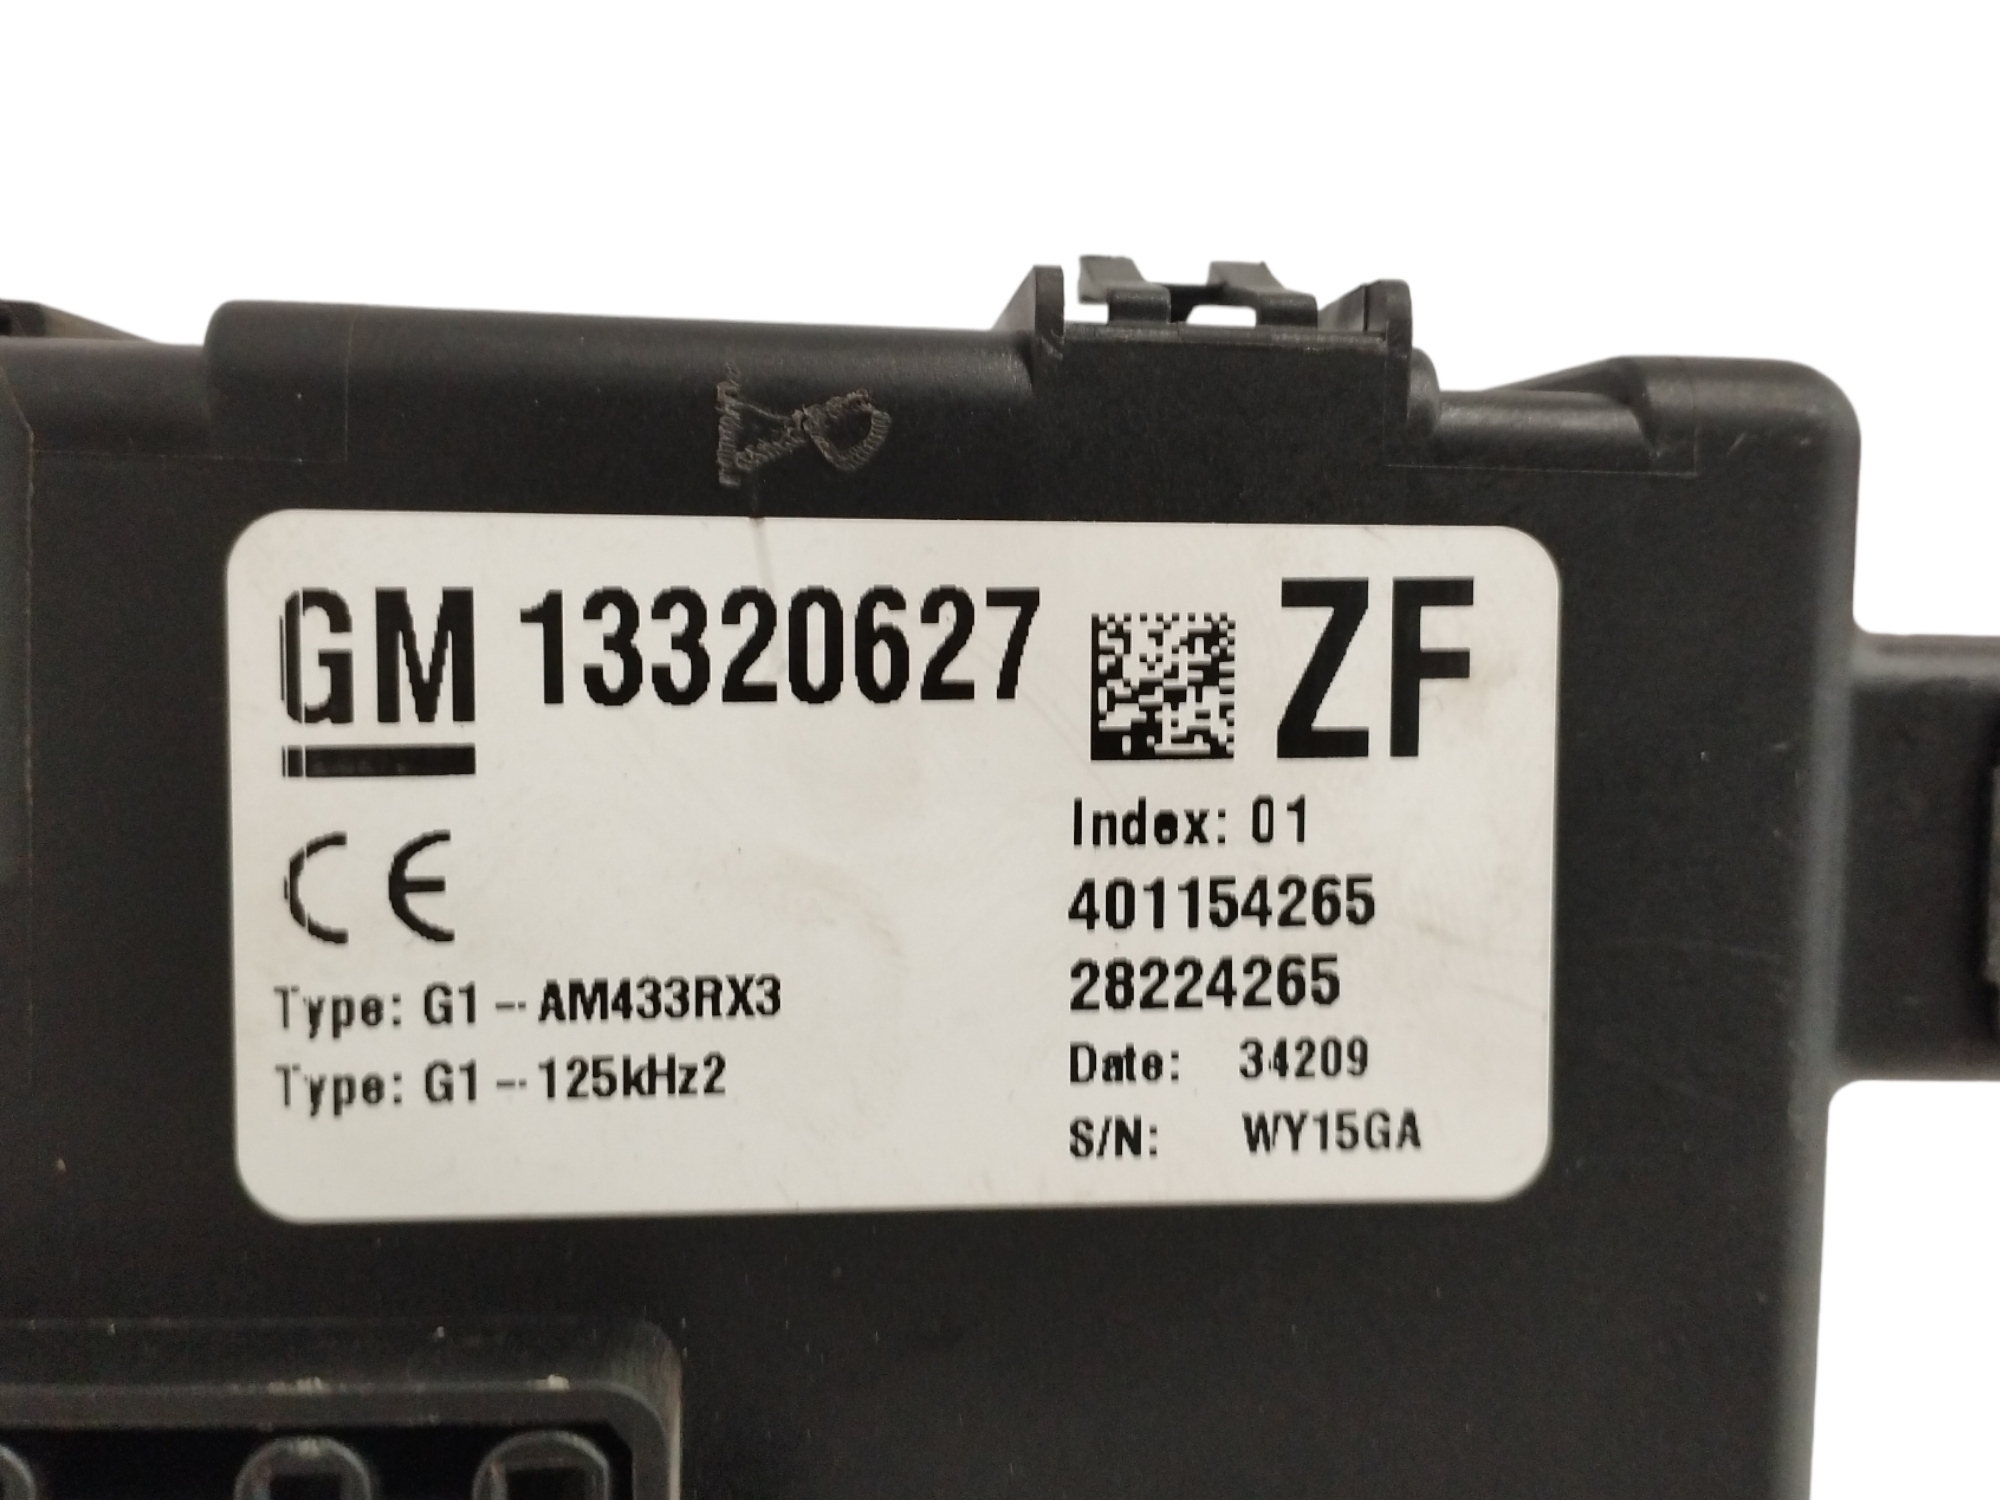 GM 13320627 ZF
CE
Type: G1 -- AM433RX3
Type: G1 -- 125kHz2
Index: 01
401154265
28224265
Date: 34209
S/N: WY15GA